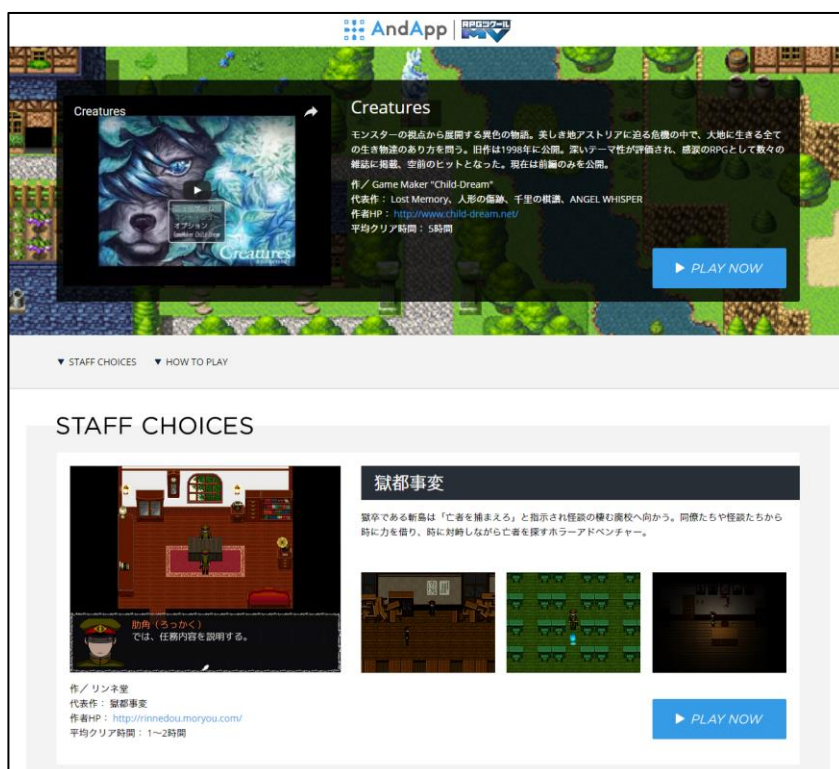 AndApp
RPGツクール
MV
Creatures
Creatures
モンスターの視点から展開する異色の物語。美しき地アストリアに迫る危機の中で、大地に生きる全て
の生き物達のあり方を問う。旧作は1998年に公開。深いテーマ性が評価され、感涙のRPGとして数々の
雑誌に掲載、空前のヒットとなった。現在は前編のみを公開。
作／ Game Maker "Child-Dream"
代表作： Lost Memory、人形の傷跡、千里の棋譜、ANGEL WHISPER
作者HP： http://www.child-dream.net/
平均クリア時間： 5時間
オプション
Creatures
PLAY NOW
▼ STAFF CHOICES ▼ HOW TO PLAY
STAFF CHOICES
獄都事変
獄卒である斬島は「亡者を捕まえろ」と指示され怪談の棲む廃校へ向かう。同僚たちや怪談たちから
時に力を借り、時に対峙しながら亡者を探すホラーアドベンチャー。
肋角（ろっかく）
では、任務内容を説明する。
作／ リンネ堂
代表作： 獄都事変
作者HP： http://rinnedou.moryou.com/
平均クリア時間： 1～2時間
PLAY NOW